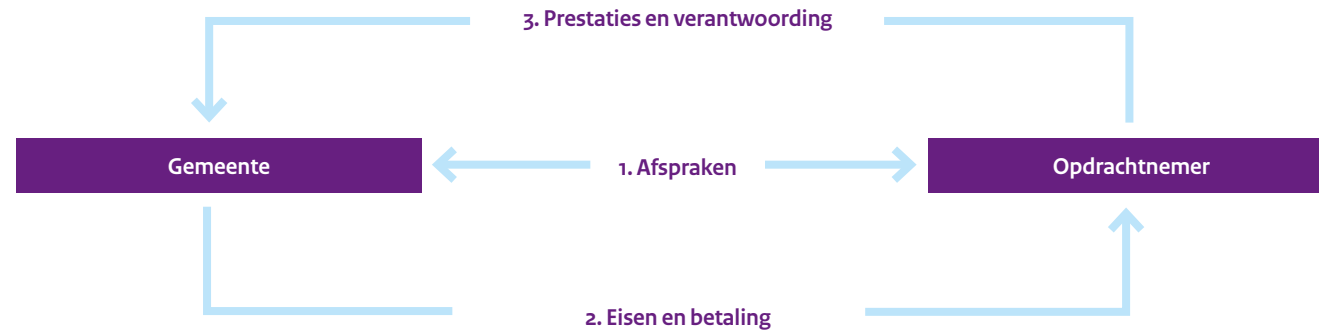 3. Prestaties en verantwoording
Gemeente
1. Afspraken
Opdrachtnemer
2. Eisen en betaling